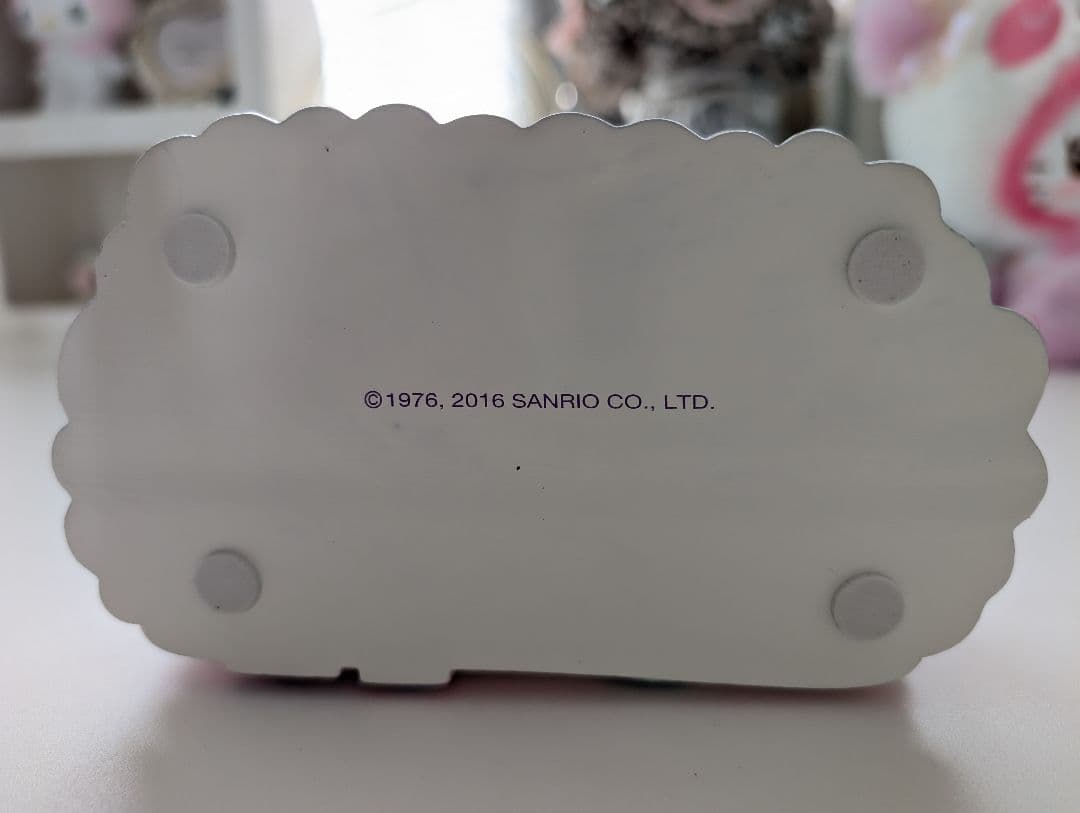 ©1976, 2016 SANRIO CO., LTD.